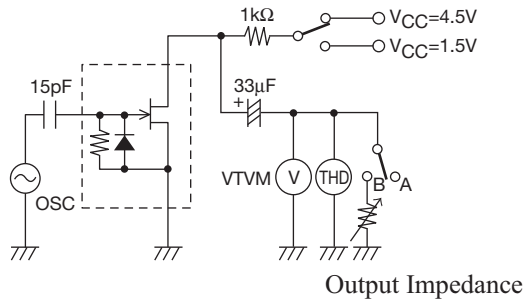 1kΩ
VCC=4.5V
VCC=1.5V
15pF
33μF
+
VTVM
V
THD
B
A
OSC
Output Impedance